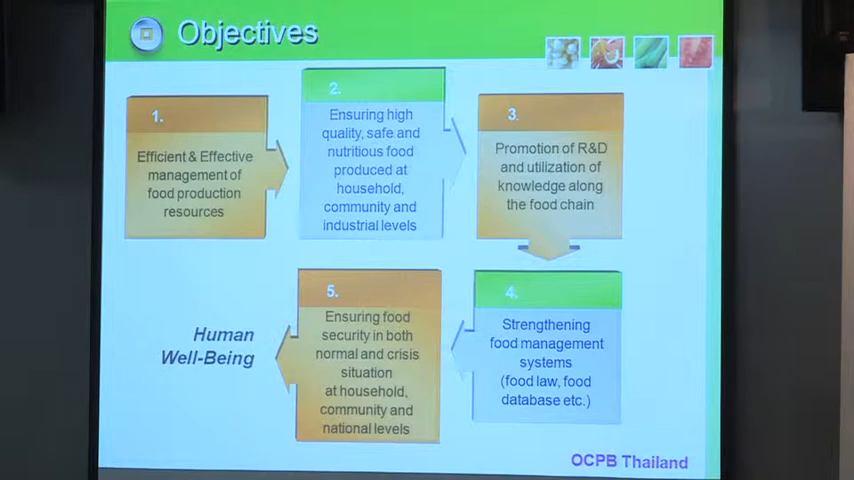 Objectives
1.
Efficient & Effective
management of
food production
resources
2.
Ensuring high
quality, safe and
nutritious food
produced at
household,
community and
industrial levels
3.
Promotion of R&D
and utilization of
knowledge along
the food chain
4.
Strengthening
food management
systems
(food law, food
database etc.)
5.
Ensuring food
security in both
normal and crisis
situation
at household,
community and
national levels
Human
Well-Being
OCPB Thailand